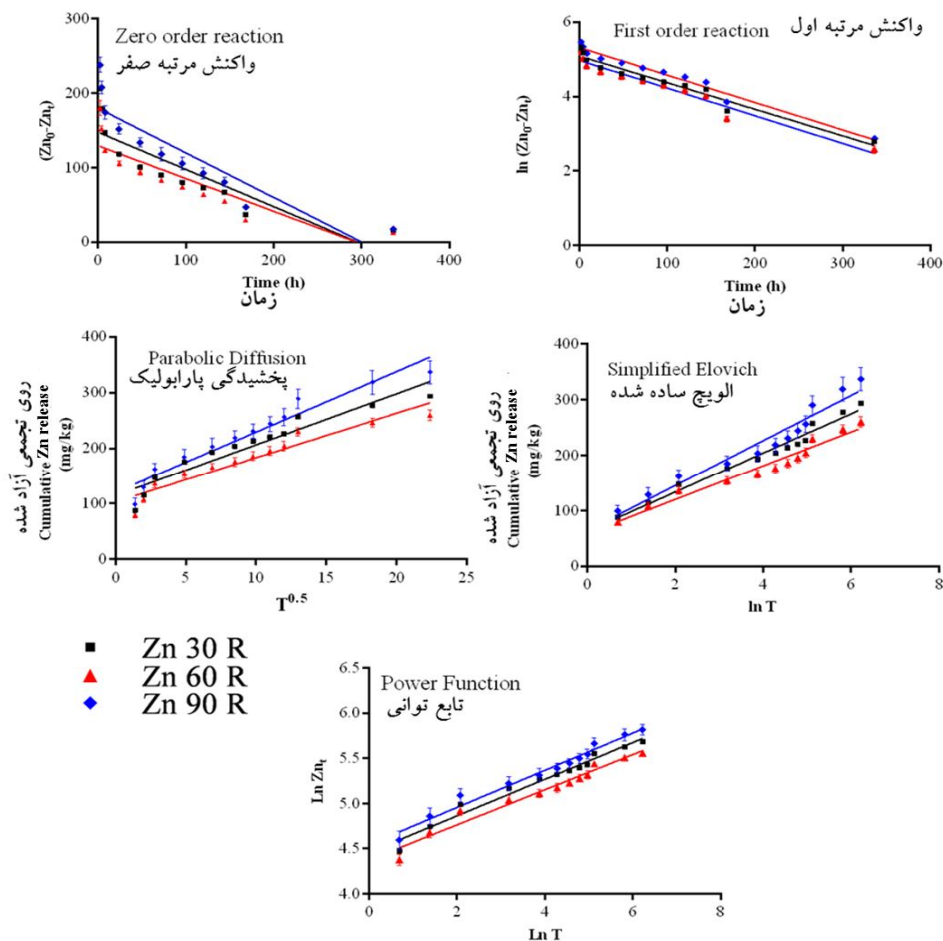 Zero order reaction
واکنش مرتبه صفر
300
200
100
0
(Zn0-Znt)
0
100
200
300
400
Time (h)
زمان
First order reaction
واکنش مرتبه اول
6
4
2
0
ln (Zn0-Znt)
0
100
200
300
400
Time (h)
زمان
Parabolic Diffusion
پخشیدگی پارابولیک
400
300
200
100
0
روی تجمعی آزاد شده
Cumulative Zn release
(mg/kg)
0
5
10
15
20
25
T^0.5
Simplified Elovich
الویچ ساده شده
400
300
200
100
0
روی تجمعی آزاد شده
Cumulative Zn release
(mg/kg)
0
2
4
6
8
ln T
Zn 30 R
Zn 60 R
Zn 90 R
Power Function
تابع توانی
6.5
6.0
5.5
5.0
4.5
4.0
Ln Znt
0
2
4
6
8
Ln T